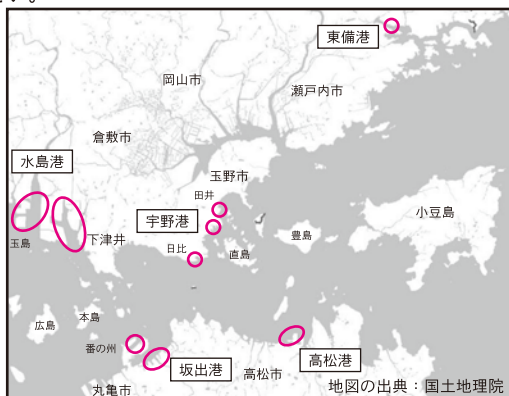 東備港
岡山市
瀬戸内市
倉敷市
水島港
玉野市
田井
宇野港
小豆島
玉島
下津井
日比
直島
豊島
広島
本島
番の州
坂出港
高松港
丸亀市
高松市
地図の出典：国土地理院